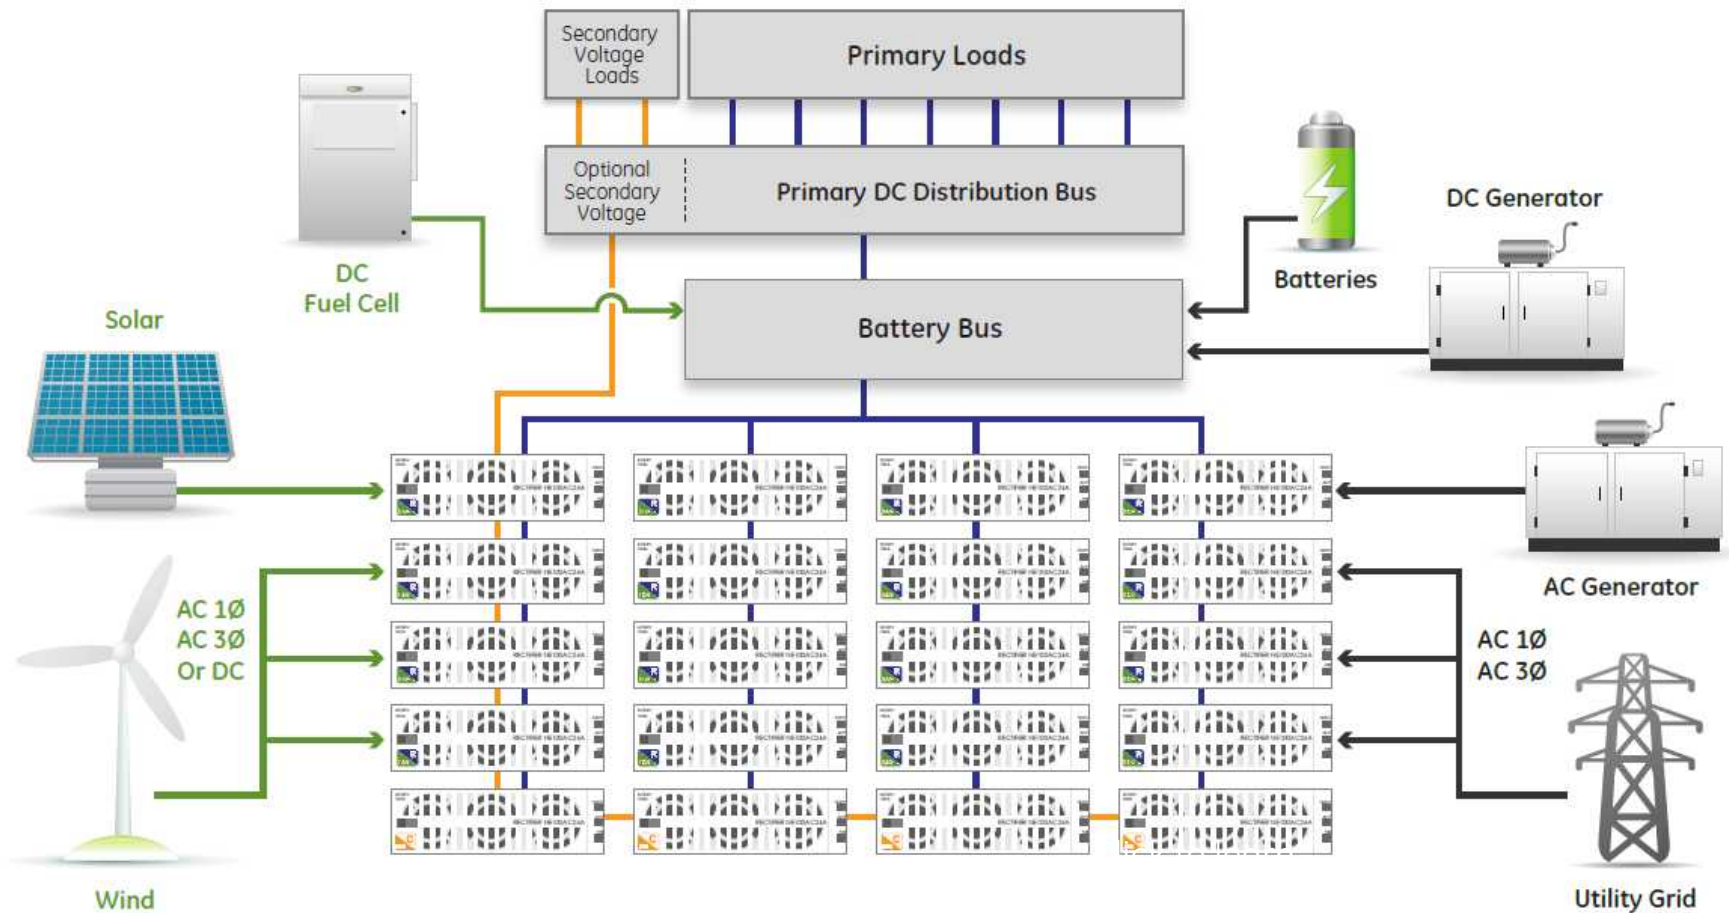 Secondary
Voltage
Loads
Primary Loads
Optional
Secondary
Voltage
Primary DC Distribution Bus
DC Generator
DC
Fuel Cell
Batteries
Solar
Battery Bus
AC 1Ø
AC 3Ø
Or DC
AC Generator
AC 1Ø
AC 3Ø
Wind
Utility Grid